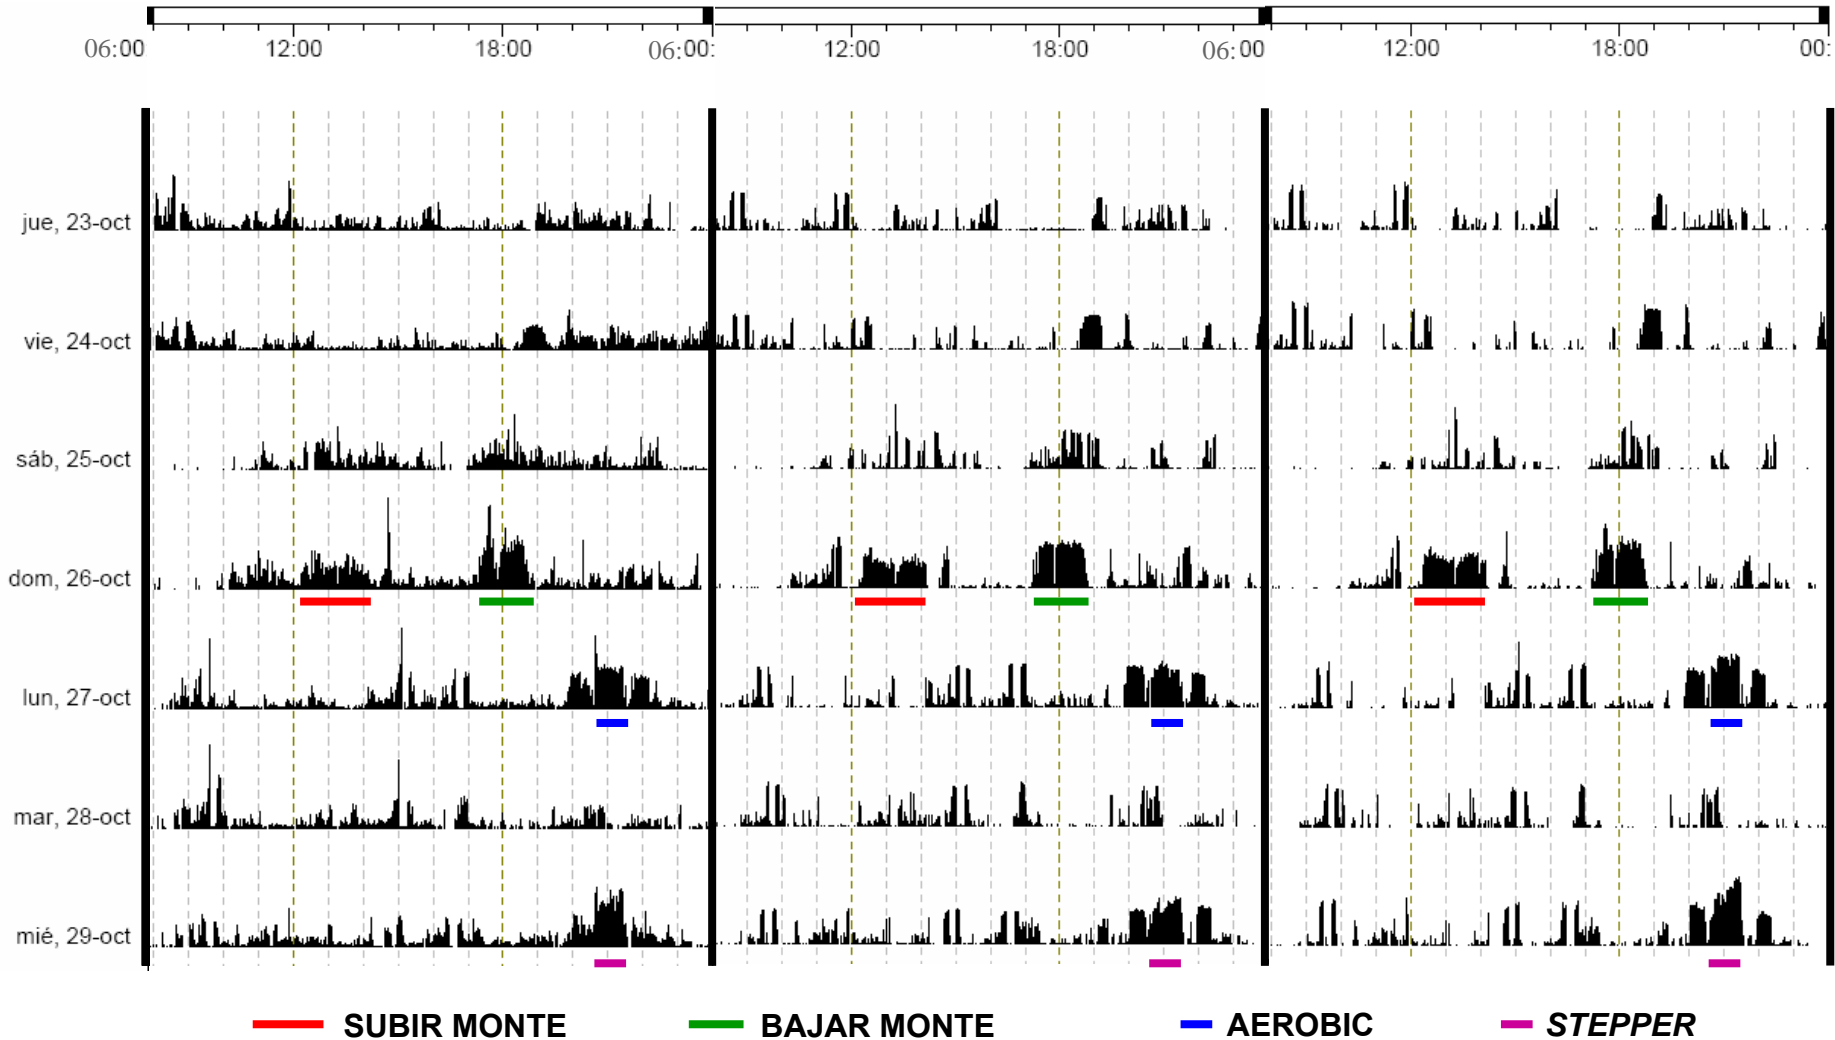 06:00 12:00 18:00 06:00: 12:00 18:00 06:00 12:00 18:00 00:
jue, 23-oct
vie, 24-oct
sáb, 25-oct
dom, 26-oct
lun, 27-oct
mar, 28-oct
mié, 29-oct
SUBIR MONTE BAJAR MONTE AEROBIC STEPPER